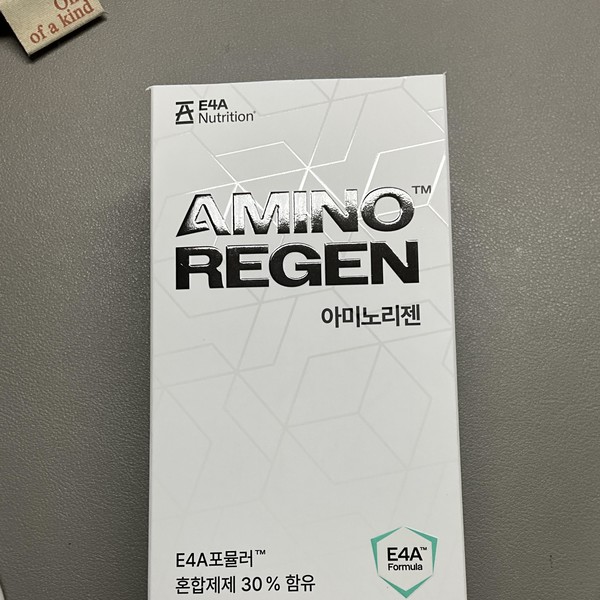 of a kind
E4A
Nutrition®
AMINO™
REGEN
아미노리젠
E4A포뮬러™
혼합제제 30% 함유
E4A™
Formula